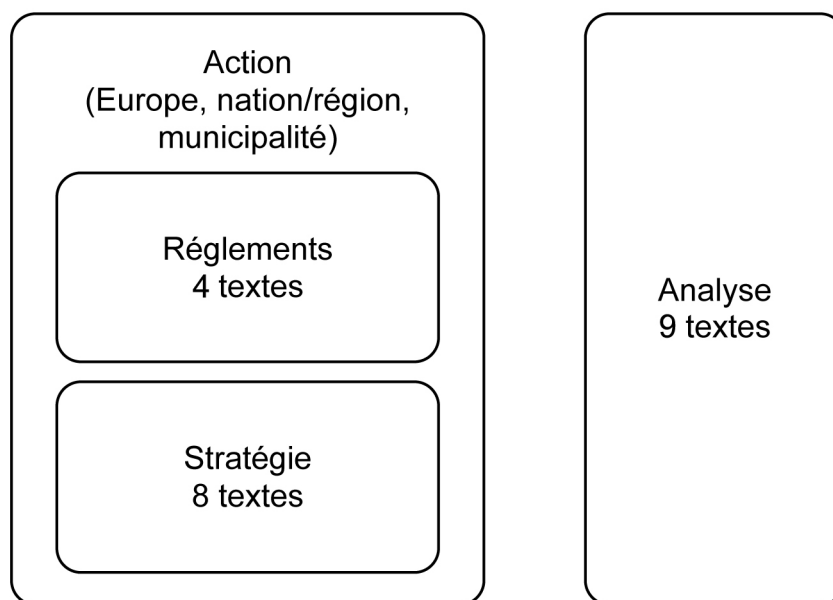 Action
(Europe, nation/région,
municipalité)
Réglements
4 textes
Stratégie
8 textes
Analyse
9 textes